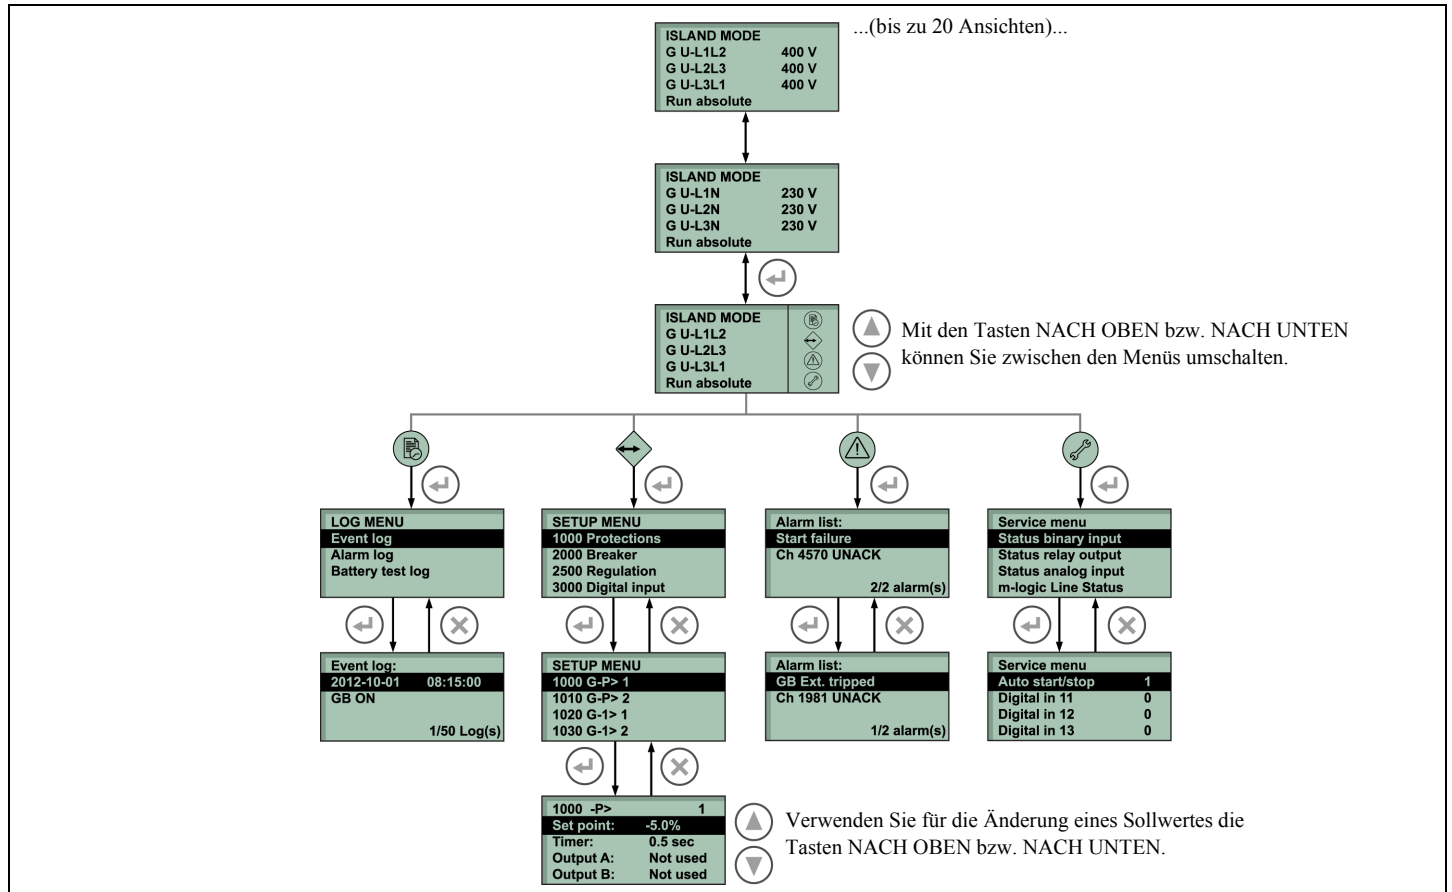 ...(bis zu 20 Ansichten)...
ISLAND MODE
G U-L1L2 400 V
G U-L2L3 400 V
G U-L3L1 400 V
Run absolute
ISLAND MODE
G U-L1N 230 V
G U-L2N 230 V
G U-L3N 230 V
Run absolute
ISLAND MODE
G U-L1L2
G U-L2L3
G U-L3L1
Run absolute
Mit den Tasten NACH OBEN bzw. NACH UNTEN
können Sie zwischen den Menüs umschalten.
LOG MENU
Event log
Alarm log
Battery test log
SETUP MENU
1000 Protections
2000 Breaker
2500 Regulation
3000 Digital input
Alarm list:
Start failure
Ch 4570 UNACK
2/2 alarm(s)
Service menu
Status binary input
Status relay output
Status analog input
m-logic Line Status
Event log:
2012-10-01 08:15:00
GB ON
1/50 Log(s)
SETUP MENU
1000 G-P> 1
1010 G-P> 2
1020 G-1> 1
1030 G-1> 2
Alarm list:
GB Ext. tripped
Ch 1981 UNACK
1/2 alarm(s)
Service menu
Auto start/stop 1
Digital in 11 0
Digital in 12 0
Digital in 13 0
1000 -P> 1
Set point: -5.0%
Timer: 0.5 sec
Output A: Not used
Output B: Not used
Verwenden Sie für die Änderung eines Sollwertes die
Tasten NACH OBEN bzw. NACH UNTEN.